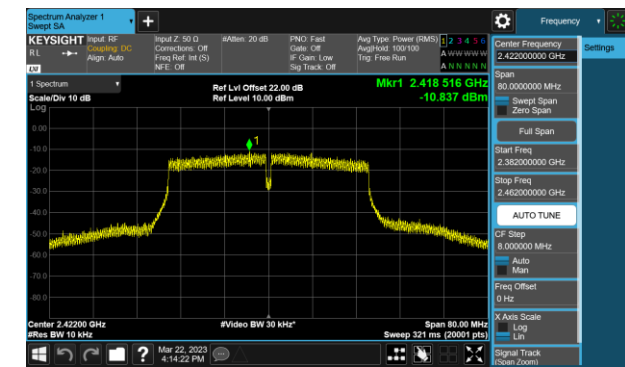 Spectrum Analyzer 1
Swept SA
Frequency
KEYSIGHT
RL
LXI
Input: RF
Coupling: DC
Align: Auto
Input Z: 50 Ω
Corrections: Off
Freq Ref: Int (S)
NFE: Off
#Atten: 20 dB
PNO: Fast
Gate: Off
IF Gain: Low
Sig Track: Off
Avg Type: Power (RMS)
Avg|Hold: 100/100
Trig: Free Run
1 2 3 4 5 6
A W W W W W
A N N N N N
1 Spectrum
Scale/Div 10 dB
Ref Lvl Offset 22.00 dB
Ref Level 10.00 dBm
Mkr1 2.418 516 GHz
-10.837 dBm
Log
0.00
-10.0
-20.0
-30.0
-40.0
-50.0
-60.0
-70.0
-80.0
1
Center 2.42200 GHz
#Res BW 10 kHz
#Video BW 30 kHz*
Span 80.00 MHz
Sweep 321 ms (20001 pts)
Mar 22, 2023
4:14:22 PM
Center Frequency
2.422000000 GHz
Span
80.0000000 MHz
Swept Span
Zero Span
Full Span
Start Freq
2.382000000 GHz
Stop Freq
2.462000000 GHz
AUTO TUNE
CF Step
8.000000 MHz
Auto
Man
Freq Offset
0 Hz
X Axis Scale
Log
Lin
Signal Track
(Span Zoom)
Settings